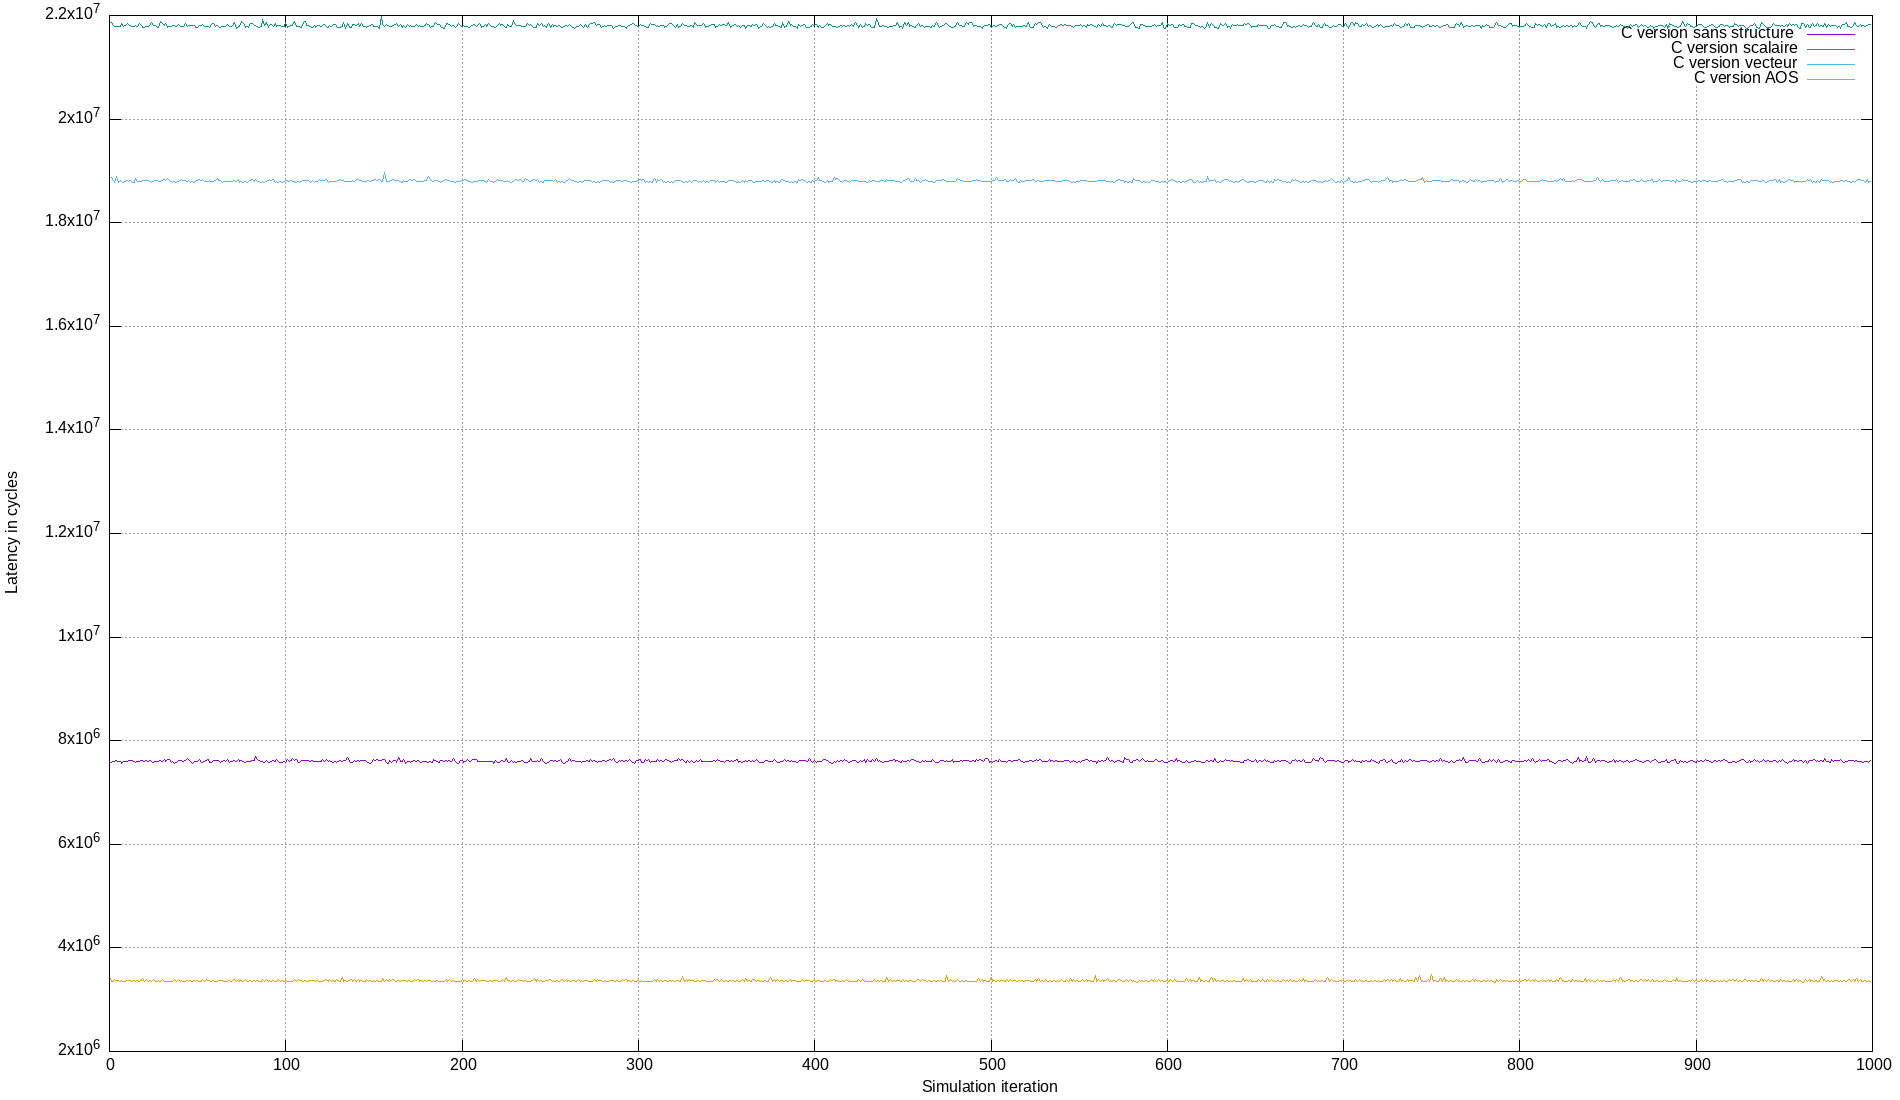 2.2x10^7
2x10^7
1.8x10^7
1.6x10^7
1.4x10^7
1.2x10^7
1x10^7
8x10^6
6x10^6
4x10^6
2x10^6
Latency in cycles
C version sans structure
C version scalaire
C version vecteur
C version AOS
0 100 200 300 400 500 600 700 800 900 1000
Simulation iteration